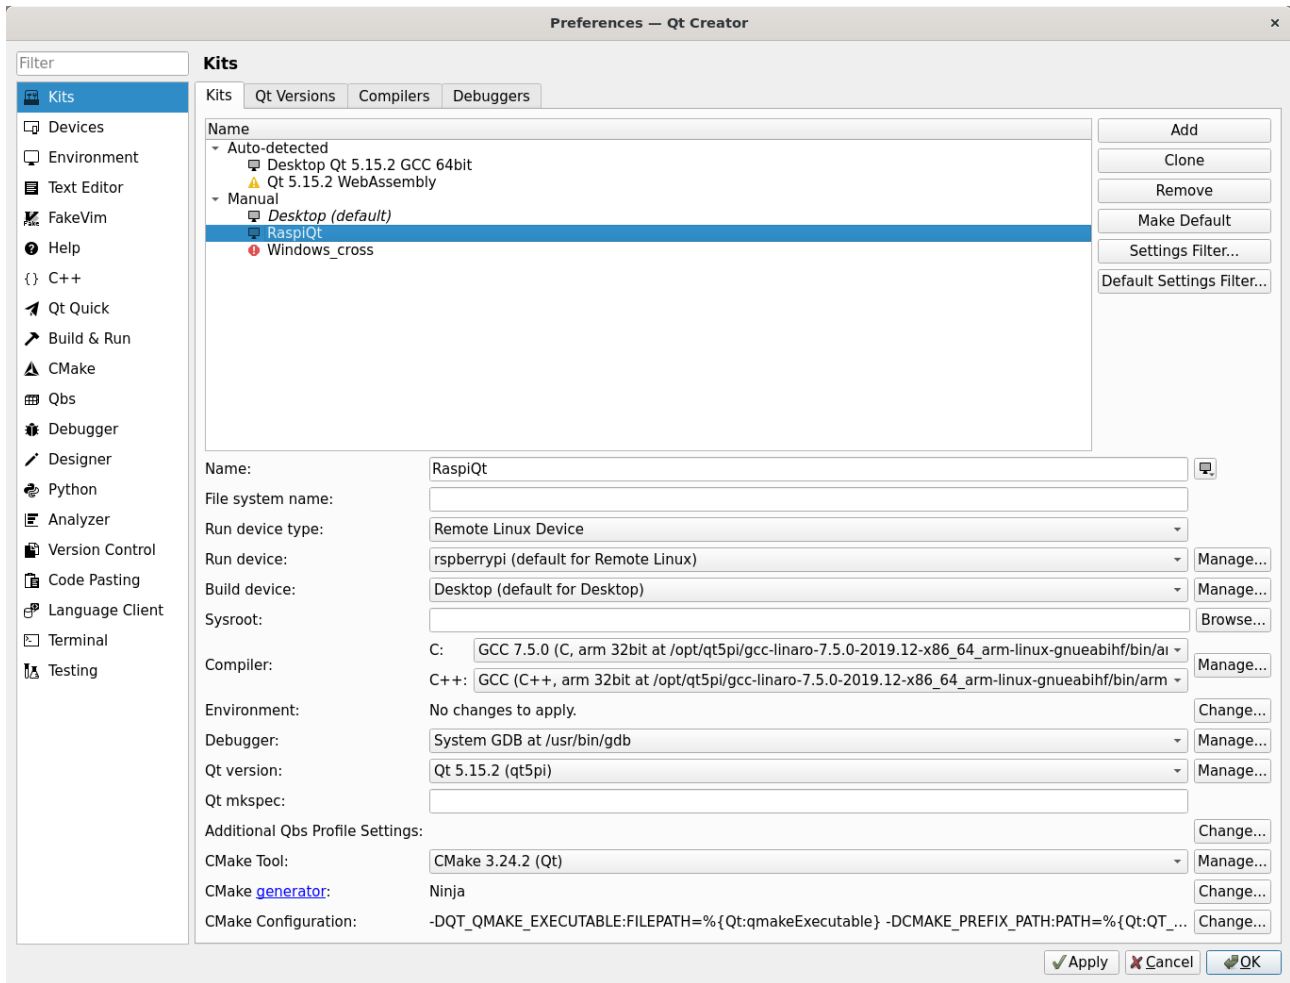 Preferences — Qt Creator
Filter
Kits
Devices
Environment
Text Editor
FakeVim
Help
C++
Qt Quick
Build & Run
CMake
Qbs
Debugger
Designer
Python
Analyzer
Version Control
Code Pasting
Language Client
Terminal
Testing
Kits
Kits Qt Versions Compilers Debuggers
Name
Auto-detected
Desktop Qt 5.15.2 GCC 64bit
Qt 5.15.2 WebAssembly
Manual
Desktop (default)
RaspiQt
Windows_cross
Add
Clone
Remove
Make Default
Settings Filter...
Default Settings Filter...
Name: RaspiQt
File system name:
Run device type: Remote Linux Device
Run device: rspberrypi (default for Remote Linux) Manage...
Build device: Desktop (default for Desktop) Manage...
Sysroot: Browse...
Compiler: Manage...
C: GCC 7.5.0 (C, arm 32bit at /opt/qt5pi/gcc-linaro-7.5.0-2019.12-x86_64_arm-linux-gnueabihf/bin/ar
C++: GCC (C++, arm 32bit at /opt/qt5pi/gcc-linaro-7.5.0-2019.12-x86_64_arm-linux-gnueabihf/bin/arm
Environment: No changes to apply. Change...
Debugger: System GDB at /usr/bin/gdb Manage...
Qt version: Qt 5.15.2 (qt5pi) Manage...
Qt mkspec:
Additional Qbs Profile Settings: Change...
CMake Tool: CMake 3.24.2 (Qt) Manage...
CMake generator: Ninja Change...
CMake Configuration: -DQT_QMAKE_EXECUTABLE:FILEPATH=%{Qt:qmakeExecutable} -DCMAKE_PREFIX_PATH:PATH=%{Qt:QT_... Change...
Apply Cancel OK